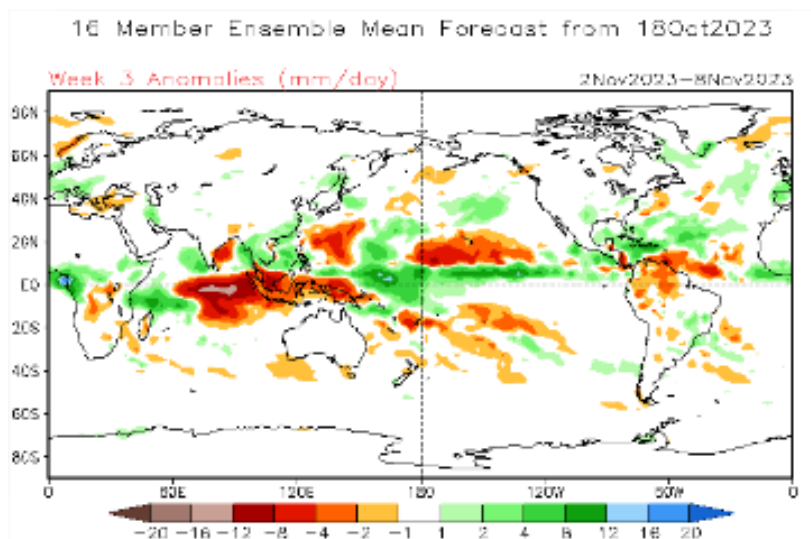 16 Member Ensemble Mean Forecast from 18Oct2023
Week 3 Anomalies (mm/day) 2Nov2023-8Nov2023
80N
60N
40N
20N
EQ
20S
40S
60S
80S
0 60E 120E 180 120W 60W 0
-20 -16 -12 -8 -4 -2 -1 1 2 4 8 12 16 20